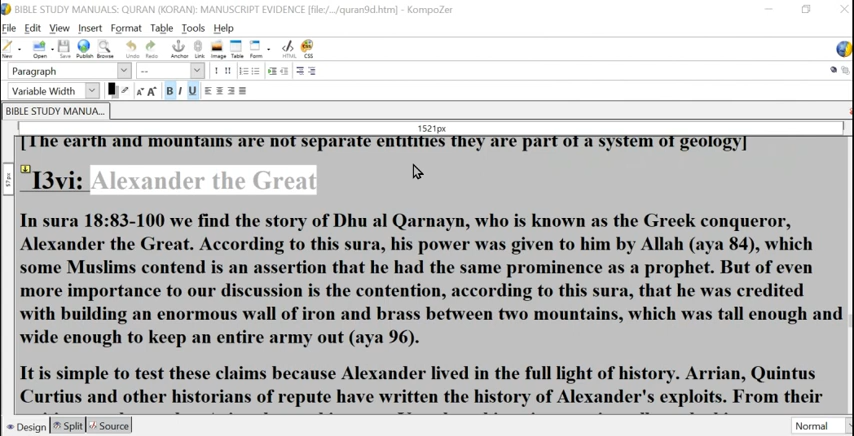 BIBLE STUDY MANUALS: QURAN (KORAN): MANUSCRIPT EVIDENCE [file:/.../quran9d.htm] - KompoZer
File Edit View Insert Format Table Tools Help
New Open Save Publish Browse Undo Redo Anchor Link Image Table Form HTML CSS
Paragraph --
Variable Width A A B I U
BIBLE STUDY MANUA...
1521px
[The earth and mountains are not separate entitities they are part of a system of geology]
I3vi: Alexander the Great
In sura 18:83-100 we find the story of Dhu al Qarnayn, who is known as the Greek conqueror,
Alexander the Great. According to this sura, his power was given to him by Allah (aya 84), which
some Muslims contend is an assertion that he had the same prominence as a prophet. But of even
more importance to our discussion is the contention, according to this sura, that he was credited
with building an enormous wall of iron and brass between two mountains, which was tall enough and
wide enough to keep an entire army out (aya 96).
It is simple to test these claims because Alexander lived in the full light of history. Arrian, Quintus
Curtius and other historians of repute have written the history of Alexander's exploits. From their
Design Split Source Normal